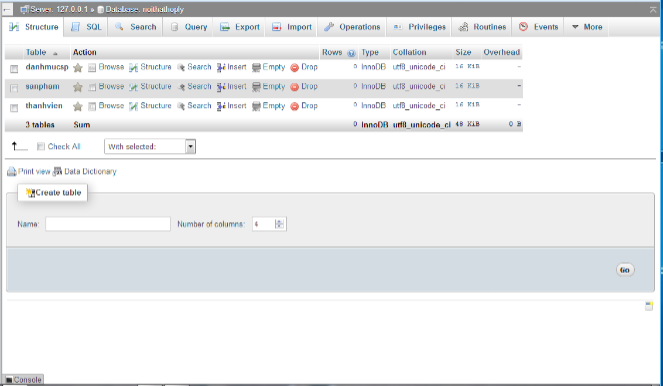 Server: 127.0.0.1 » Database: noithathoply
Structure SQL Search Query Export Import Operations Privileges Routines Events More
Table Action Rows Type Collation Size Overhead
danhmucsp Browse Structure Search Insert Empty Drop 0 InnoDB utf8_unicode_ci 16 KiB -
sanpham Browse Structure Search Insert Empty Drop 0 InnoDB utf8_unicode_ci 16 KiB -
thanhvien Browse Structure Search Insert Empty Drop 0 InnoDB utf8_unicode_ci 16 KiB -
3 tables Sum 0 InnoDB utf8_unicode_ci 48 KiB 0 B
Check All With selected:
Print view Data Dictionary
Create table
Name: Number of columns: 4
Go
Console